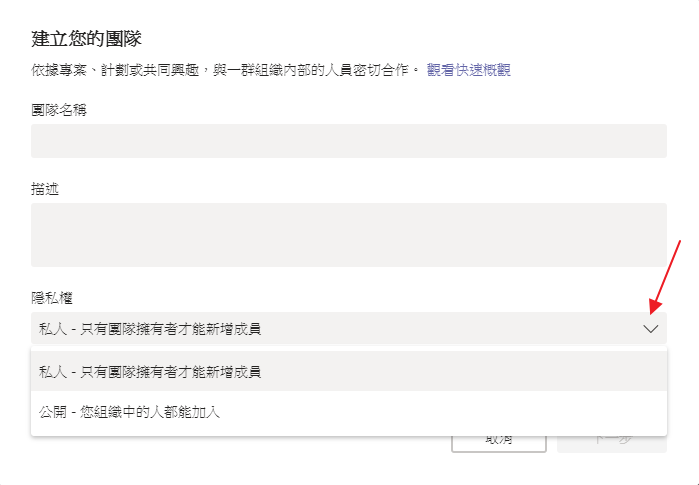 建立您的團隊
依據專案、計劃或共同興趣，與一群組織內部的人員密切合作。 觀看快速概觀
團隊名稱
描述
隱私權
私人 - 只有團隊擁有者才能新增成員
私人 - 只有團隊擁有者才能新增成員
公開 - 您組織中的人都能加入
取消 下一步